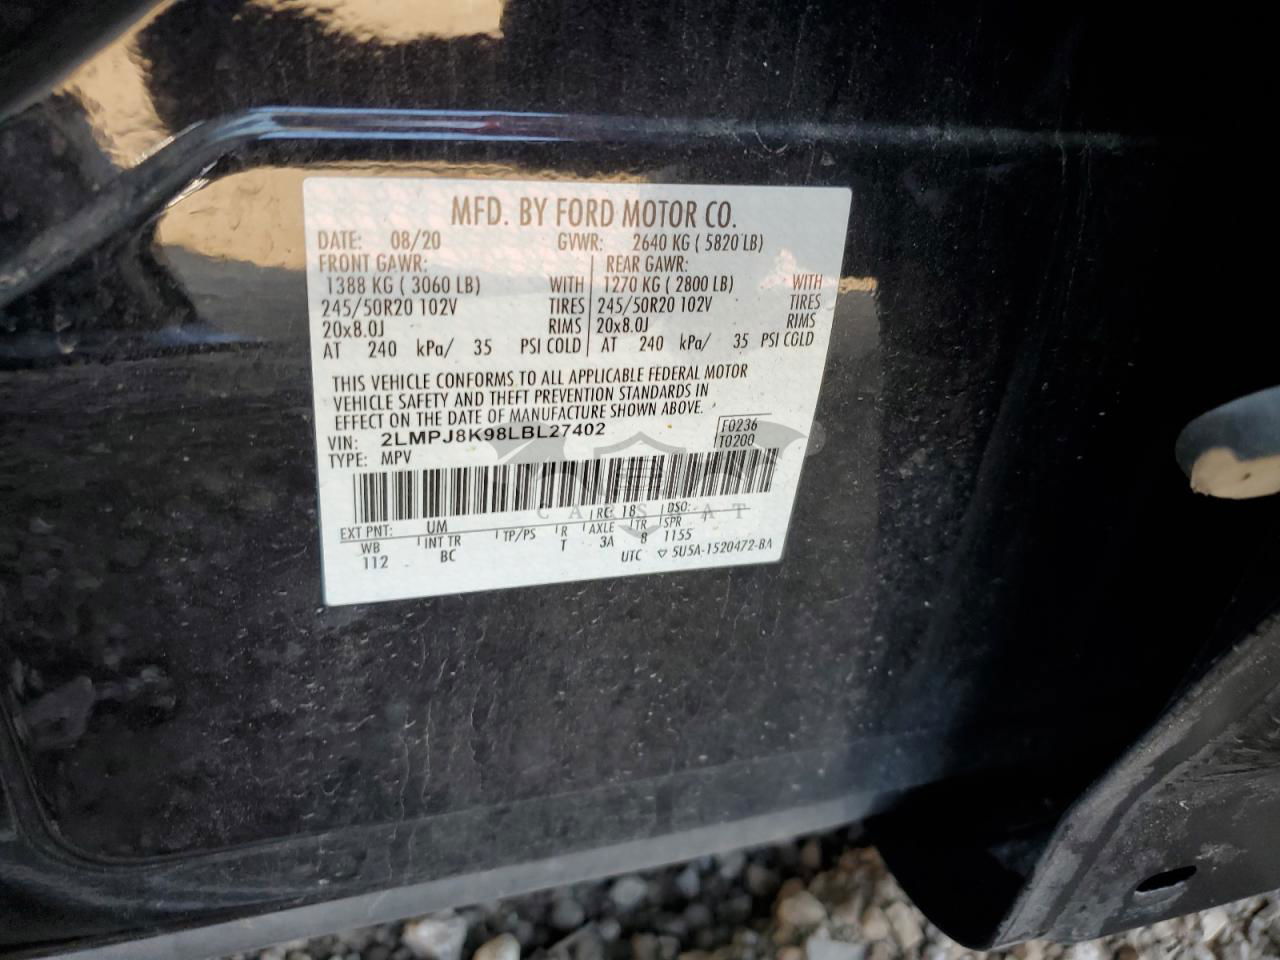 MFD. BY FORD MOTOR CO.
DATE: 08/20 GVWR: 2640 KG ( 5820 LB)
FRONT GAWR: REAR GAWR:
1388 KG ( 3060 LB) WITH 1270 KG ( 2800 LB) WITH
245/50R20 102V TIRES 245/50R20 102V TIRES
20x8.0J RIMS 20x8.0J RIMS
AT 240 kPa/ 35 PSI COLD AT 240 kPa/ 35 PSI COLD
THIS VEHICLE CONFORMS TO ALL APPLICABLE FEDERAL MOTOR
VEHICLE SAFETY AND THEFT PREVENTION STANDARDS IN
EFFECT ON THE DATE OF MANUFACTURE SHOWN ABOVE.
VIN: 2LMPJ8K98LBL27402 F0236
TYPE: MPV T0200
EXT PNT: UM RC: 18 DSO:
WB INT TR TP/PS R AXLE TR SPR
112 BC T 3A 8 1155
UTC 5U5A-1520472-BA